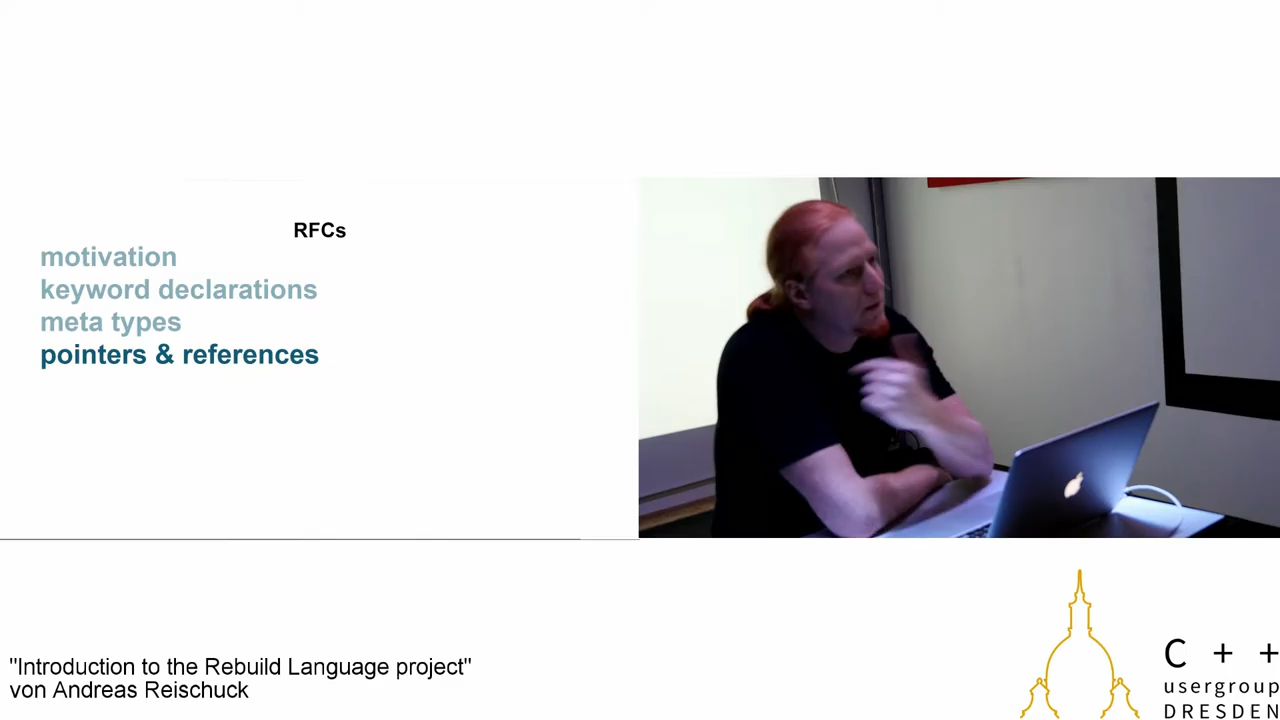 RFCs
motivation
keyword declarations
meta types
pointers & references
"Introduction to the Rebuild Language project"
von Andreas Reischuck
C + +
usergroup
DRESDEN